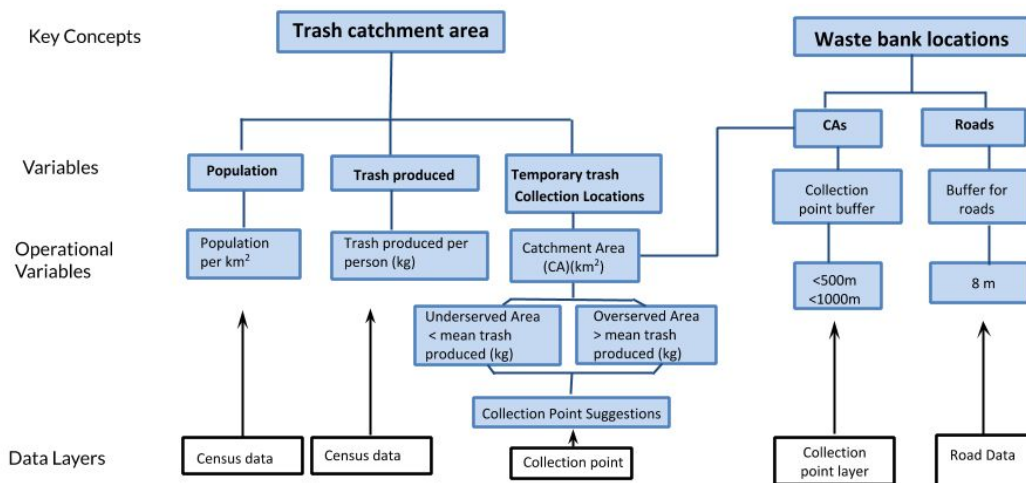 Key Concepts
Trash catchment area
Waste bank locations
CAs
Roads
Variables
Population
Trash produced
Temporary trash
Collection Locations
Collection
point buffer
Buffer for
roads
Operational
Variables
Population
per km²
Trash produced per
person (kg)
Catchment Area
(CA)(km²)
<500m
<1000m
8 m
Underserved Area
< mean trash
produced (kg)
Overserved Area
> mean trash
produced (kg)
Collection Point Suggestions
Data Layers
Census data
Census data
Collection point
Collection
point layer
Road Data